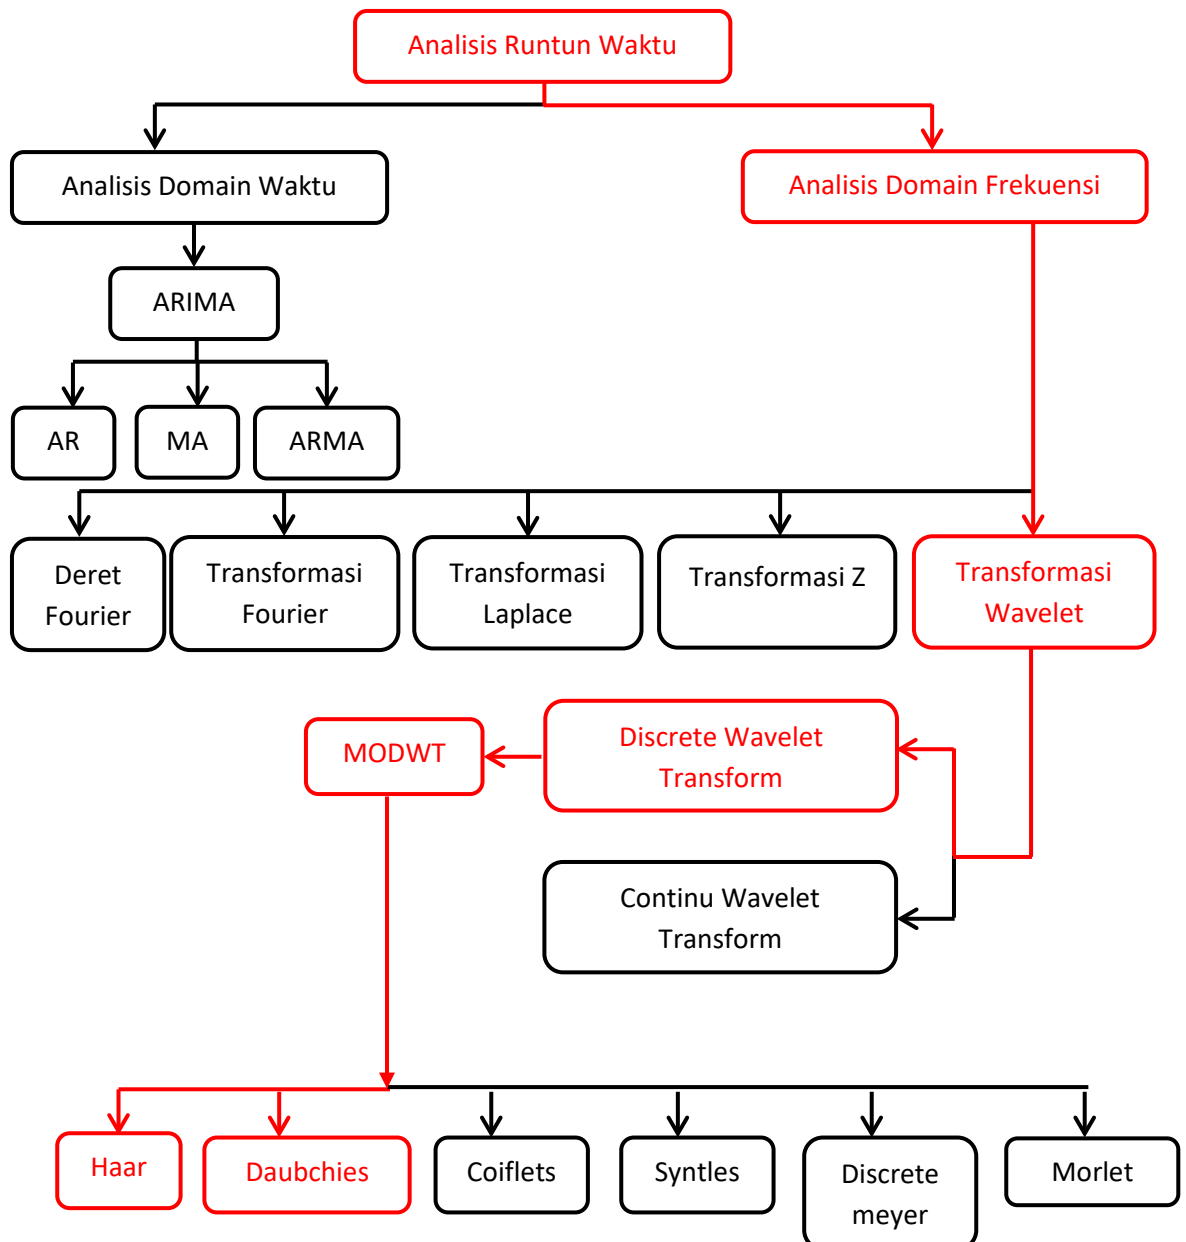 Analisis Runtun Waktu
Analisis Domain Waktu
Analisis Domain Frekuensi
ARIMA
AR
MA
ARMA
Deret
Fourier
Transformasi
Fourier
Transformasi
Laplace
Transformasi Z
Transformasi
Wavelet
MODWT
Discrete Wavelet
Transform
Continu Wavelet
Transform
Haar
Daubchies
Coiflets
Syntles
Discrete
meyer
Morlet